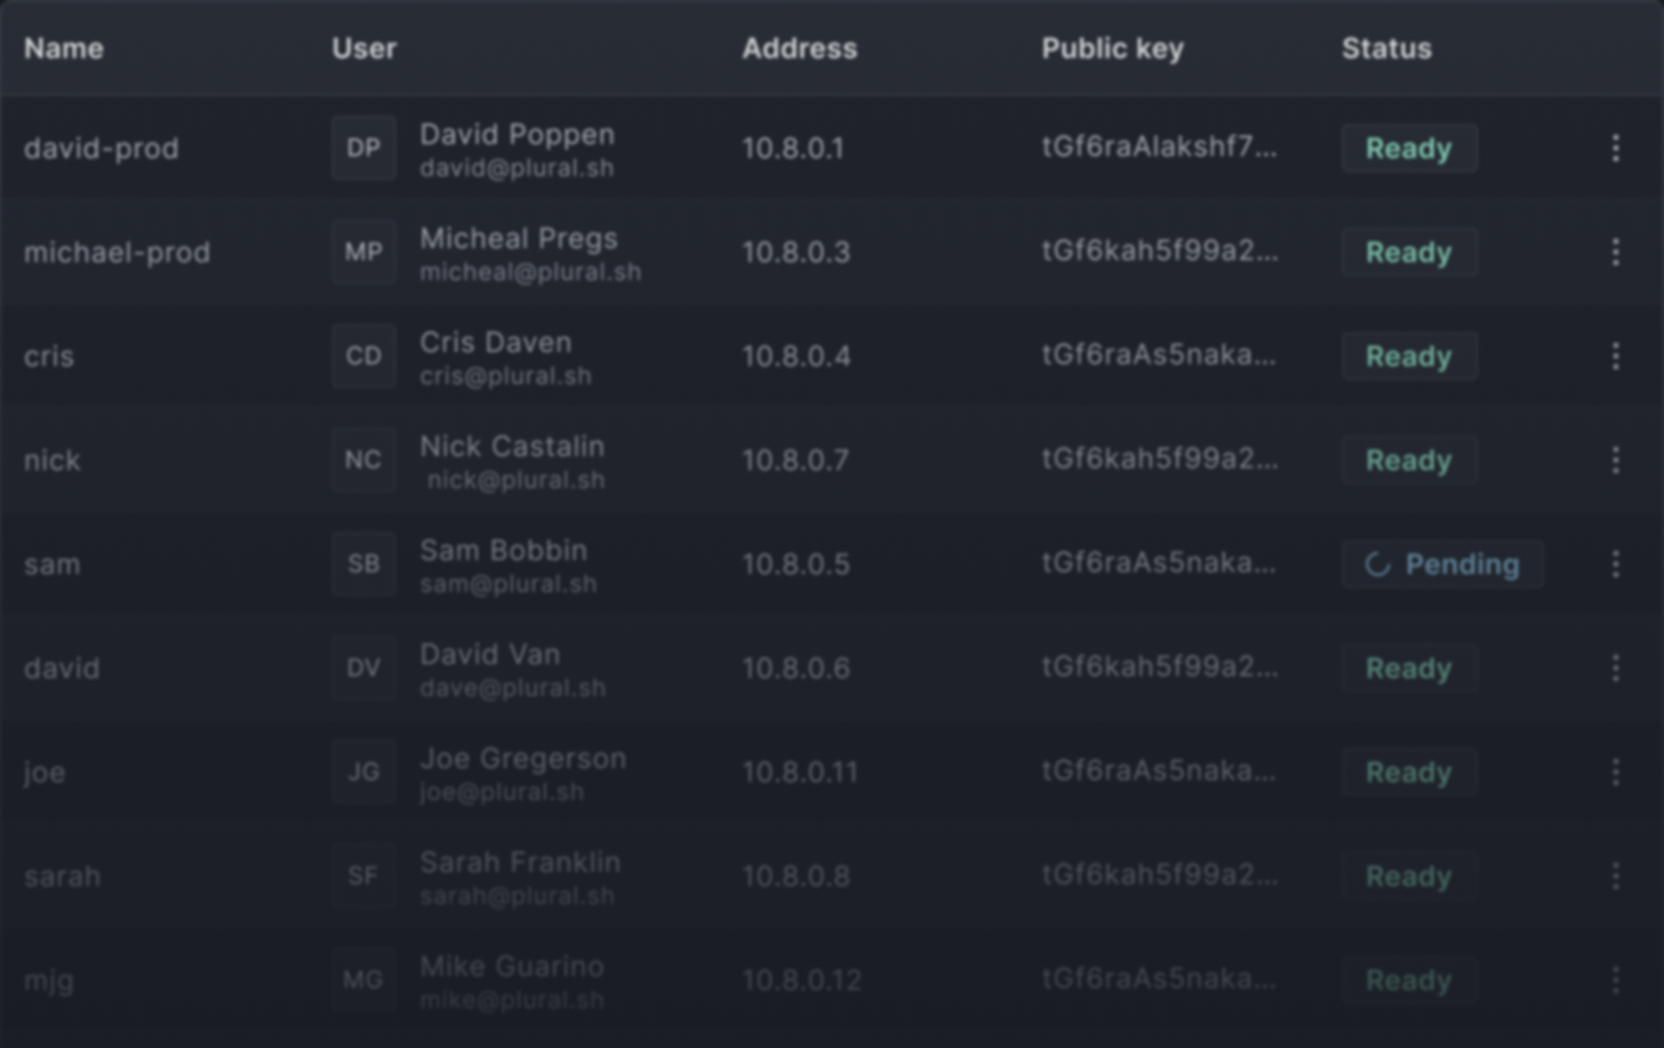 Name User Address Public key Status
david-prod DP David Poppen 10.8.0.1 tGf6raAlakshf7... Ready
david@plural.sh
michael-prod MP Micheal Pregs 10.8.0.3 tGf6kah5f99a2... Ready
micheal@plural.sh
cris CD Cris Daven 10.8.0.4 tGf6raAs5naka... Ready
cris@plural.sh
nick NC Nick Castalin 10.8.0.7 tGf6kah5f99a2... Ready
nick@plural.sh
sam SB Sam Bobbin 10.8.0.5 tGf6raAs5naka... Pending
sam@plural.sh
david DV David Van 10.8.0.6 tGf6kah5f99a2... Ready
dave@plural.sh
joe JG Joe Gregerson 10.8.0.11 tGf6raAs5naka... Ready
joe@plural.sh
sarah SF Sarah Franklin 10.8.0.8 tGf6kah5f99a2... Ready
sarah@plural.sh
mjg MG Mike Guarino 10.8.0.12 tGf6raAs5naka... Ready
mike@plural.sh